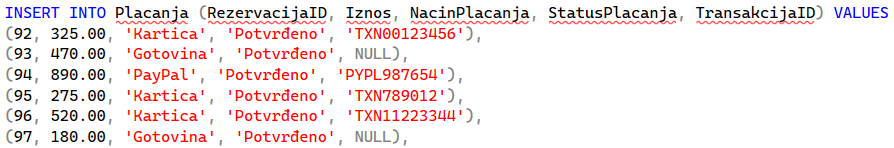 INSERT INTO Placanja (RezervacijaID, Iznos, NacinPlacanja, StatusPlacanja, TransakcijaID) VALUES
(92, 325.00, 'Kartica', 'Potvrđeno', 'TXN00123456'),
(93, 470.00, 'Gotovina', 'Potvrđeno', NULL),
(94, 890.00, 'PayPal', 'Potvrđeno', 'PYPL987654'),
(95, 275.00, 'Kartica', 'Potvrđeno', 'TXN789012'),
(96, 520.00, 'Kartica', 'Potvrđeno', 'TXN11223344'),
(97, 180.00, 'Gotovina', 'Potvrđeno', NULL),